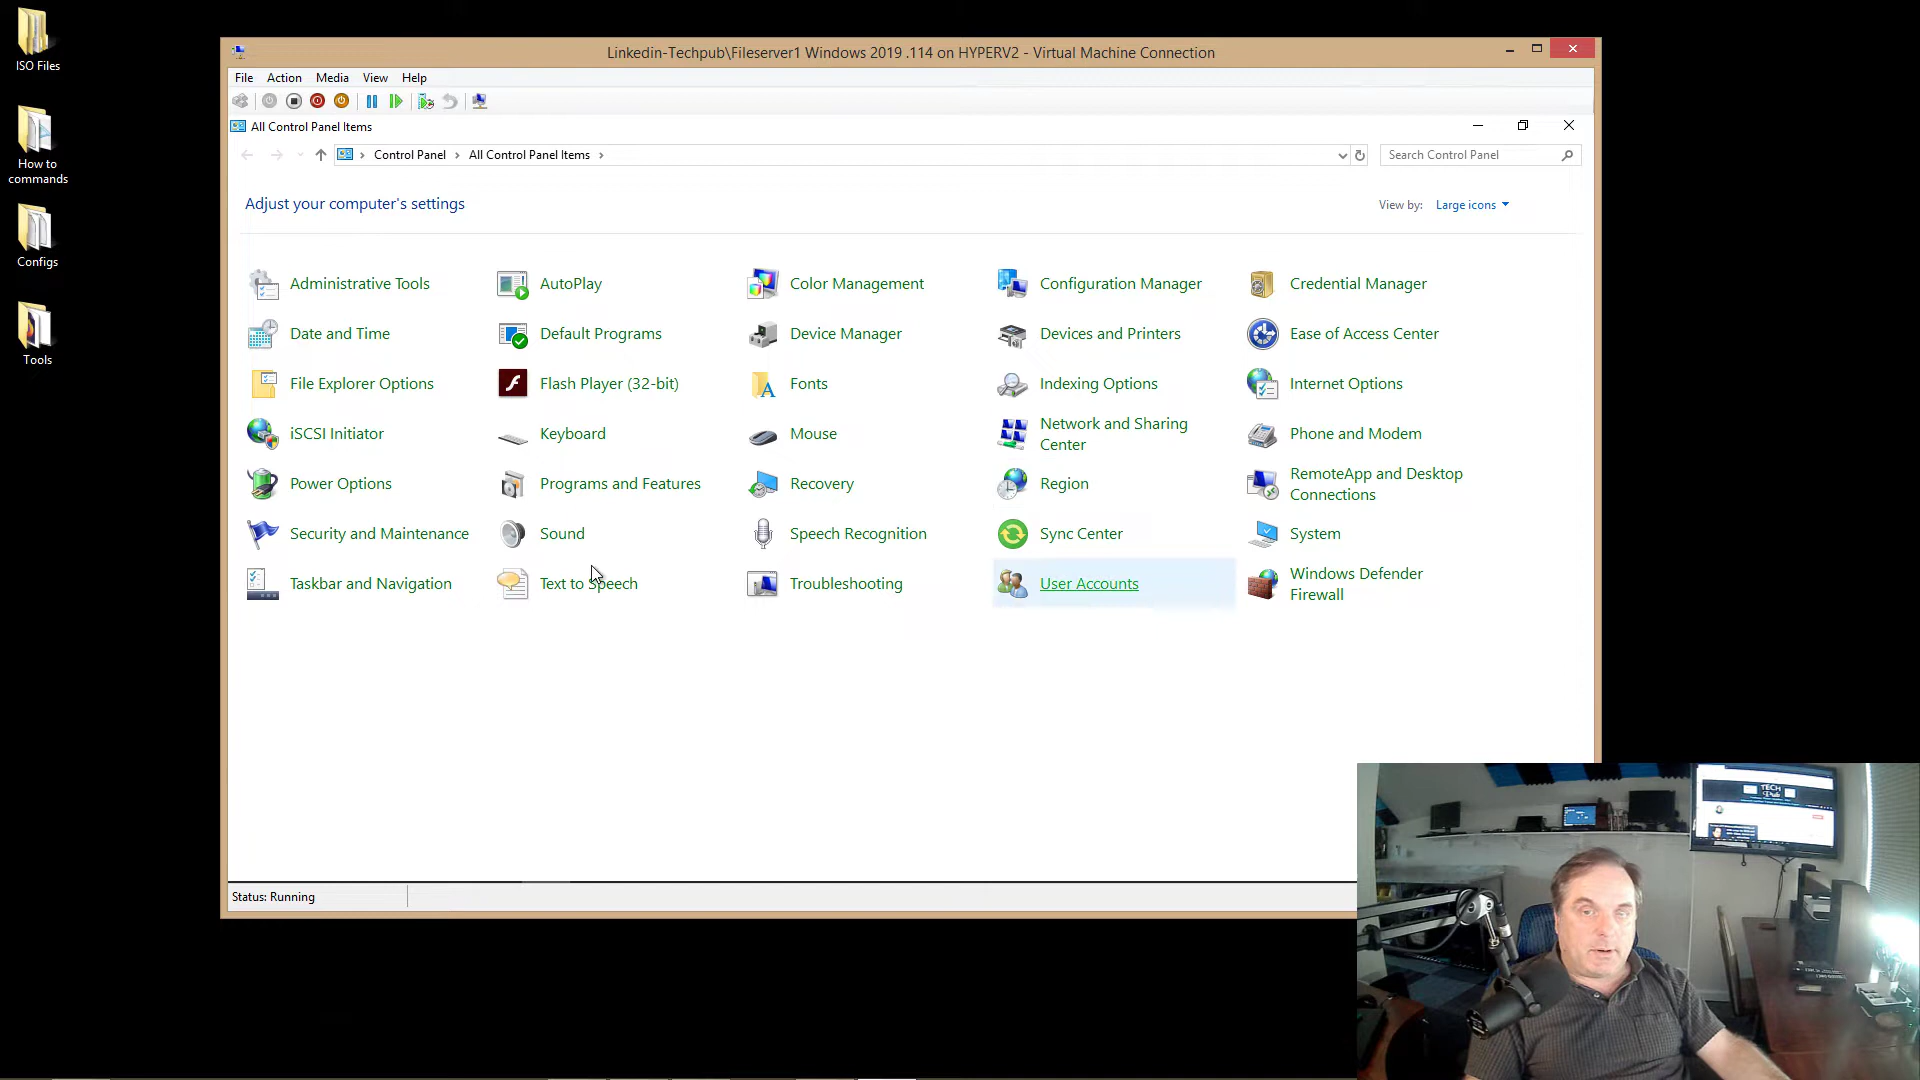 ISO Files
How to
commands
Configs
Tools
Linkedin-Techpub\Fileserver1 Windows 2019 .114 on HYPERV2 - Virtual Machine Connection
File Action Media View Help
All Control Panel Items
Control Panel All Control Panel Items
Search Control Panel
Adjust your computer's settings
View by: Large icons
Administrative Tools
AutoPlay
Color Management
Configuration Manager
Credential Manager
Date and Time
Default Programs
Device Manager
Devices and Printers
Ease of Access Center
File Explorer Options
Flash Player (32-bit)
Fonts
Indexing Options
Internet Options
iSCSI Initiator
Keyboard
Mouse
Network and Sharing
Center
Phone and Modem
Power Options
Programs and Features
Recovery
Region
RemoteApp and Desktop
Connections
Security and Maintenance
Sound
Speech Recognition
Sync Center
System
Taskbar and Navigation
Text to Speech
Troubleshooting
User Accounts
Windows Defender
Firewall
Status: Running
TECH
Pub